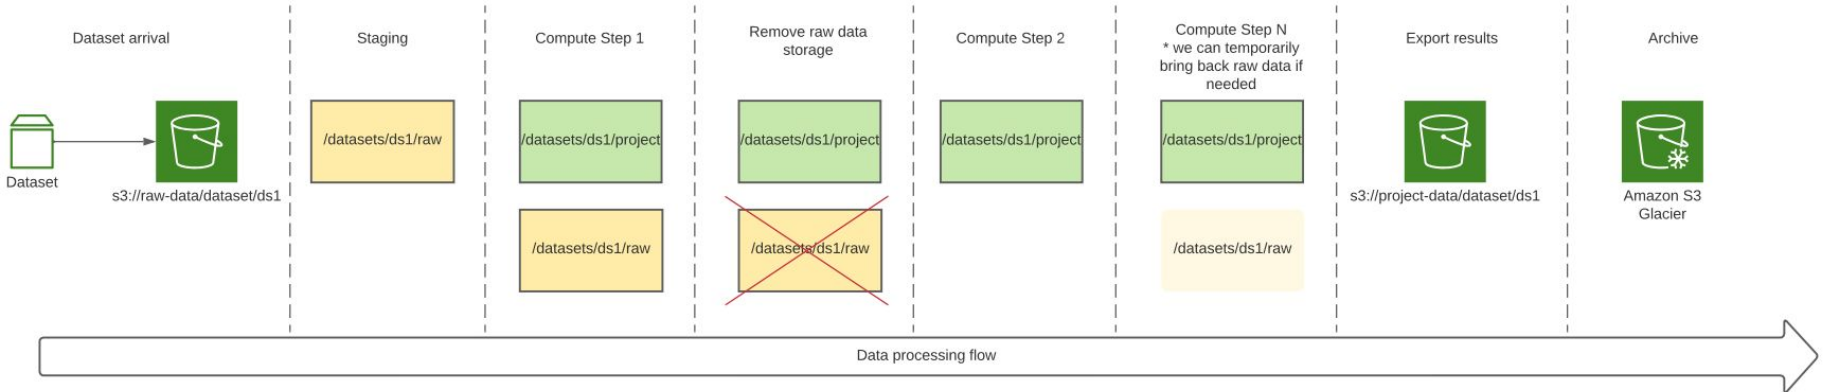 Dataset arrival
Staging
Compute Step 1
Remove raw data
storage
Compute Step 2
Compute Step N
* we can temporarily
bring back raw data if
needed
Export results
Archive
Dataset
s3://raw-data/dataset/ds1
/datasets/ds1/raw
/datasets/ds1/project
/datasets/ds1/raw
/datasets/ds1/project
/datasets/ds1/raw
/datasets/ds1/project
/datasets/ds1/project
/datasets/ds1/raw
s3://project-data/dataset/ds1
Amazon S3
Glacier
Data processing flow